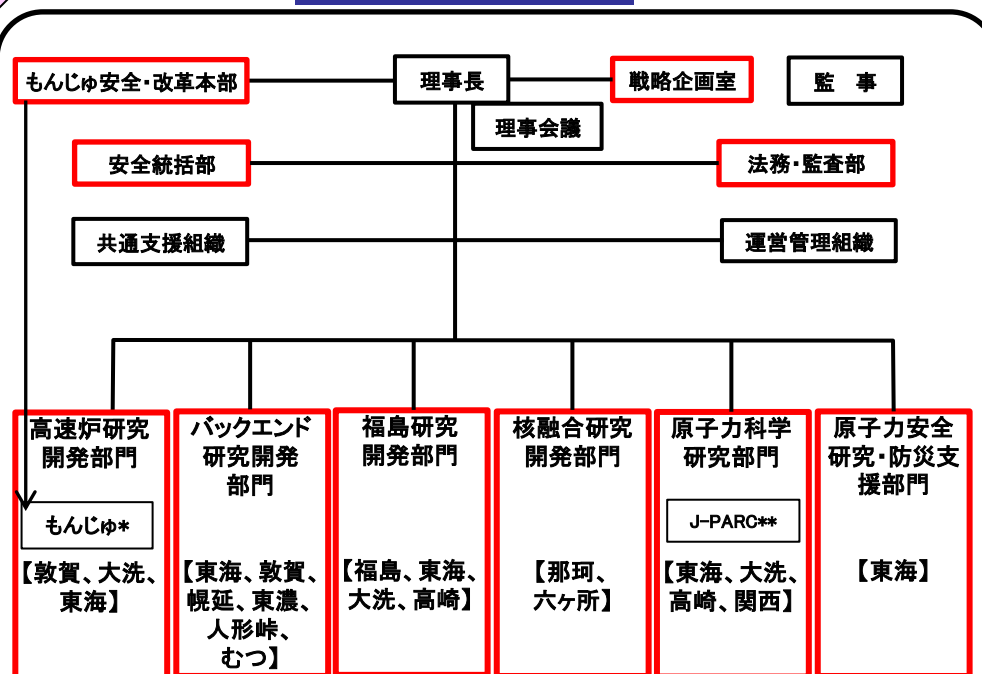 もんじゅ安全・改革本部
理事長
戦略企画室
監　事
理事会議
安全統括部
法務・監査部
共通支援組織
運営管理組織
高速炉研究
開発部門
もんじゅ*
【敦賀、大洗、
東海】
バックエンド
研究開発
部門
【東海、敦賀、
幌延、東濃、
人形峠、
むつ】
福島研究
開発部門
【福島、東海、
大洗、高崎】
核融合研究
開発部門
【那珂、
六ヶ所】
原子力科学
研究部門
J-PARC**
【東海、大洗、
高崎、関西】
原子力安全
研究・防災支
援部門
【東海】